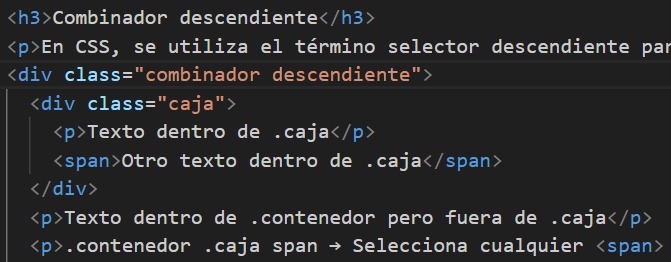 <h3>Combinador descendiente</h3>
<p>En CSS, se utiliza el término selector descendiente par
<div class="combinador descendiente">
<div class="caja">
<p>Texto dentro de .caja</p>
<span>Otro texto dentro de .caja</span>
</div>
<p>Texto dentro de .contenedor pero fuera de .caja</p>
<p>.contenedor .caja span → Selecciona cualquier <span>